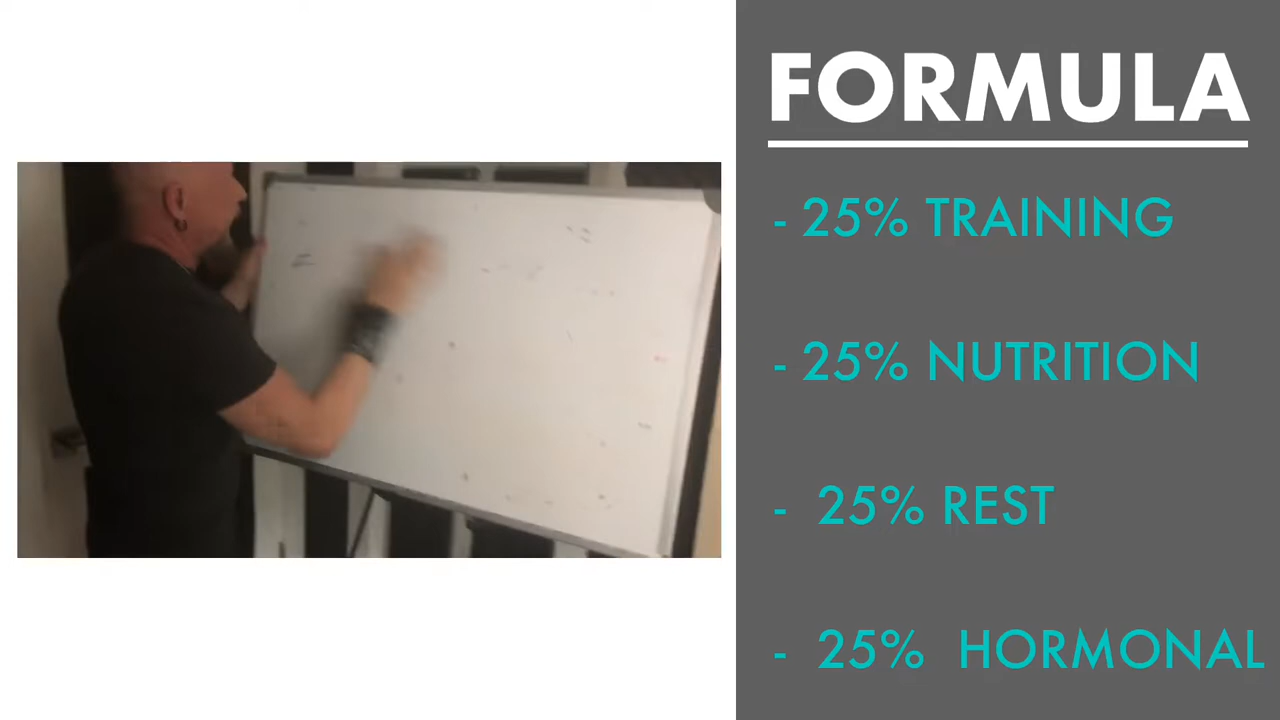 FORMULA
- 25% TRAINING
- 25% NUTRITION
- 25% REST
- 25% HORMONAL